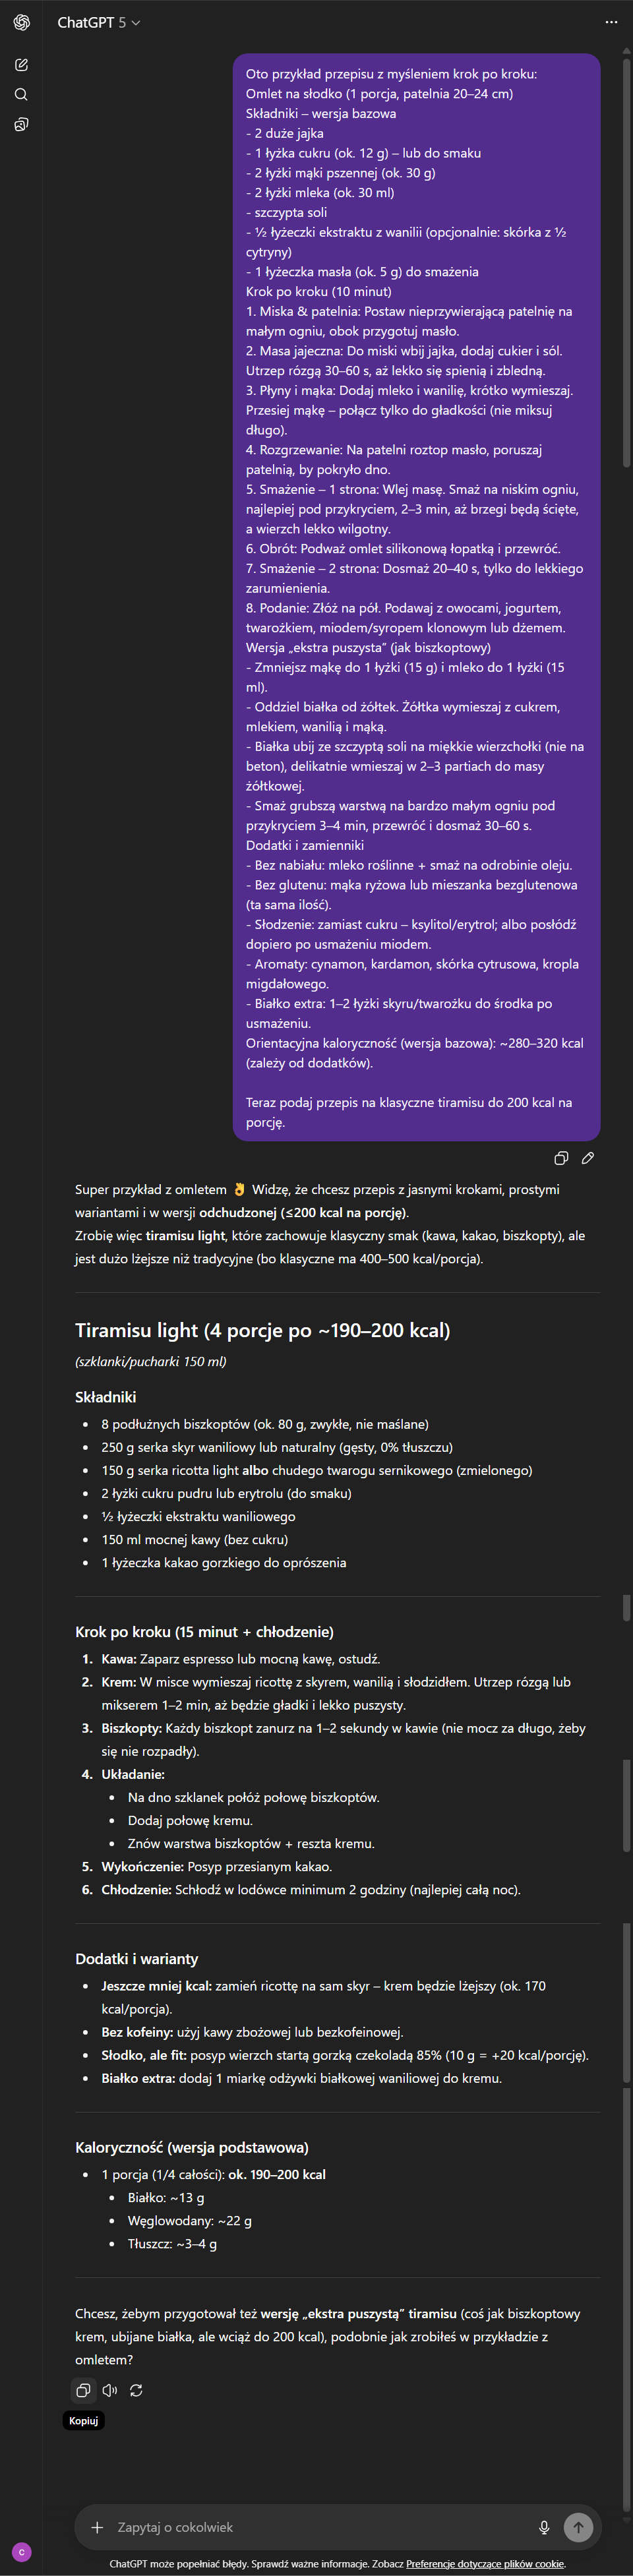 ChatGPT 5
Oto przykład przepisu z myśleniem krok po kroku:
Omlet na słodko (1 porcja, patelnia 20–24 cm)
Składniki – wersja bazowa
- 2 duże jajka
- 1 łyżka cukru (ok. 12 g) – lub do smaku
- 2 łyżki mąki pszennej (ok. 30 g)
- 2 łyżki mleka (ok. 30 ml)
- szczypta soli
- ½ łyżeczki ekstraktu z wanilii (opcjonalnie: skórka z ½
cytryny)
- 1 łyżeczka masła (ok. 5 g) do smażenia
Krok po kroku (10 minut)
1. Miska & patelnia: Postaw nieprzywierającą patelnię na
małym ogniu, obok przygotuj masło.
2. Masa jajeczna: Do miski wbij jajka, dodaj cukier i sól.
Utrzep rózgą 30–60 s, aż lekko się spienią i zbledną.
3. Płyny i mąka: Dodaj mleko i wanilię, krótko wymieszaj.
Przesiej mąkę – połącz tylko do gładkości (nie miksuj
długo).
4. Rozgrzewanie: Na patelni roztop masło, poruszaj
patelnią, by pokryło dno.
5. Smażenie – 1 strona: Wlej masę. Smaż na niskim ogniu,
najlepiej pod przykryciem, 2–3 min, aż brzegi będą ścięte,
a wierzch lekko wilgotny.
6. Obrót: Podważ omlet silikonową łopatką i przewróć.
7. Smażenie – 2 strona: Dosmaż 20–40 s, tylko do lekkiego
zarumienienia.
8. Podanie: Złóż na pół. Podawaj z owocami, jogurtem,
twarożkiem, miodem/syropem klonowym lub dżemem.
Wersja „ekstra puszysta” (jak biszkoptowy)
- Zmniejsz mąkę do 1 łyżki (15 g) i mleko do 1 łyżki (15
ml).
- Oddziel białka od żółtek. Żółtka wymieszaj z cukrem,
mlekiem, wanilią i mąką.
- Białka ubij ze szczyptą soli na miękkie wierzchołki (nie na
beton), delikatnie wmieszaj w 2–3 partiach do masy
żółtkowej.
- Smaż grubszą warstwą na bardzo małym ogniu pod
przykryciem 3–4 min, przewróć i dosmaż 30–60 s.
Dodatki i zamienniki
- Bez nabiału: mleko roślinne + smaż na odrobinie oleju.
- Bez glutenu: mąka ryżowa lub mieszanka bezglutenowa
(ta sama ilość).
- Słodzenie: zamiast cukru – ksylitol/erytrol; albo posłódź
dopiero po usmażeniu miodem.
- Aromaty: cynamon, kardamon, skórka cytrusowa, kropla
migdałowego.
- Białko extra: 1–2 łyżki skyru/twarożku do środka po
usmażeniu.
Orientacyjna kaloryczność (wersja bazowa): ~280–320 kcal
(zależy od dodatków).
Teraz podaj przepis na klasyczne tiramisu do 200 kcal na
porcję.
Super przykład z omletem 👌 Widzę, że chcesz przepis z jasnymi krokami, prostymi
wariantami i w wersji odchudzonej (≤200 kcal na porcję).
Zrobię więc tiramisu light, które zachowuje klasyczny smak (kawa, kakao, biszkopty), ale
jest dużo lżejsze niż tradycyjne (bo klasyczne ma 400–500 kcal/porcja).
Tiramisu light (4 porcje po ~190–200 kcal)
(szklanki/pucharki 150 ml)
Składniki
• 8 podłużnych biszkoptów (ok. 80 g, zwykłe, nie maślane)
• 250 g serka skyr waniliowy lub naturalny (gęsty, 0% tłuszczu)
• 150 g serka ricotta light albo chudego twarogu sernikowego (zmielonego)
• 2 łyżki cukru pudru lub erytrolu (do smaku)
• ½ łyżeczki ekstraktu waniliowego
• 150 ml mocnej kawy (bez cukru)
• 1 łyżeczka kakao gorzkiego do oprószenia
Krok po kroku (15 minut + chłodzenie)
1. Kawa: Zaparz espresso lub mocną kawę, ostudź.
2. Krem: W misce wymieszaj ricottę z skyrem, wanilią i słodzidłem. Utrzep rózgą lub
mikserem 1–2 min, aż będzie gładki i lekko puszysty.
3. Biszkopty: Każdy biszkopt zanurz na 1–2 sekundy w kawie (nie mocz za długo, żeby
się nie rozpadły).
4. Układanie:
• Na dno szklanek połóż połowę biszkoptów.
• Dodaj połowę kremu.
• Znów warstwa biszkoptów + reszta kremu.
5. Wykończenie: Posyp przesianym kakao.
6. Chłodzenie: Schłodź w lodówce minimum 2 godziny (najlepiej całą noc).
Dodatki i warianty
• Jeszcze mniej kcal: zamień ricottę na sam skyr – krem będzie lżejszy (ok. 170
kcal/porcja).
• Bez kofeiny: użyj kawy zbożowej lub bezkofeinowej.
• Słodko, ale fit: posyp wierzch startą gorzką czekoladą 85% (10 g = +20 kcal/porcję).
• Białko extra: dodaj 1 miarkę odżywki białkowej waniliowej do kremu.
Kaloryczność (wersja podstawowa)
• 1 porcja (1/4 całości): ok. 190–200 kcal
• Białko: ~13 g
• Węglowodany: ~22 g
• Tłuszcz: ~3–4 g
Chcesz, żebym przygotował też wersję „ekstra puszystą” tiramisu (coś jak biszkoptowy
krem, ubijane białka, ale wciąż do 200 kcal), podobnie jak zrobiłeś w przykładzie z
omletem?
Kopiuj
Zapytaj o cokolwiek
C
ChatGPT może popełniać błędy. Sprawdź ważne informacje. Zobacz Preferencje dotyczące plików cookie.